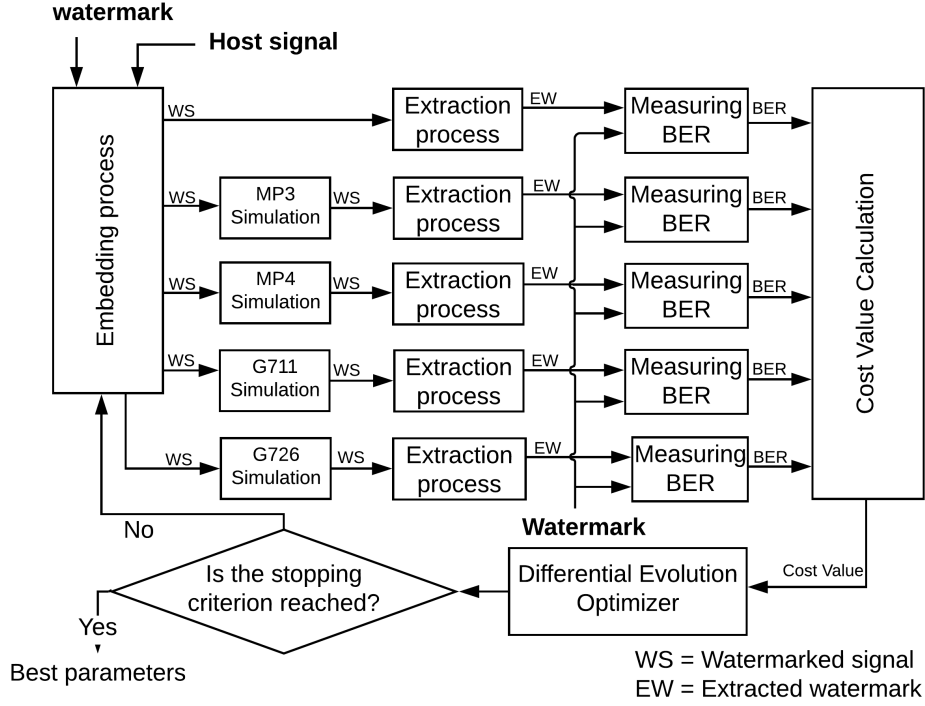 watermark
Host signal
Embedding process
WS
Extraction
process
EW
Measuring
BER
BER
WS
MP3
Simulation
WS
Extraction
process
EW
Measuring
BER
BER
WS
MP4
Simulation
WS
Extraction
process
EW
Measuring
BER
BER
WS
G711
Simulation
WS
Extraction
process
EW
Measuring
BER
BER
WS
G726
Simulation
WS
Extraction
process
EW
Measuring
BER
BER
Cost Value Calculation
Watermark
Cost Value
Differential Evolution
Optimizer
Is the stopping
criterion reached?
No
Yes
Best parameters
WS = Watermarked signal
EW = Extracted watermark